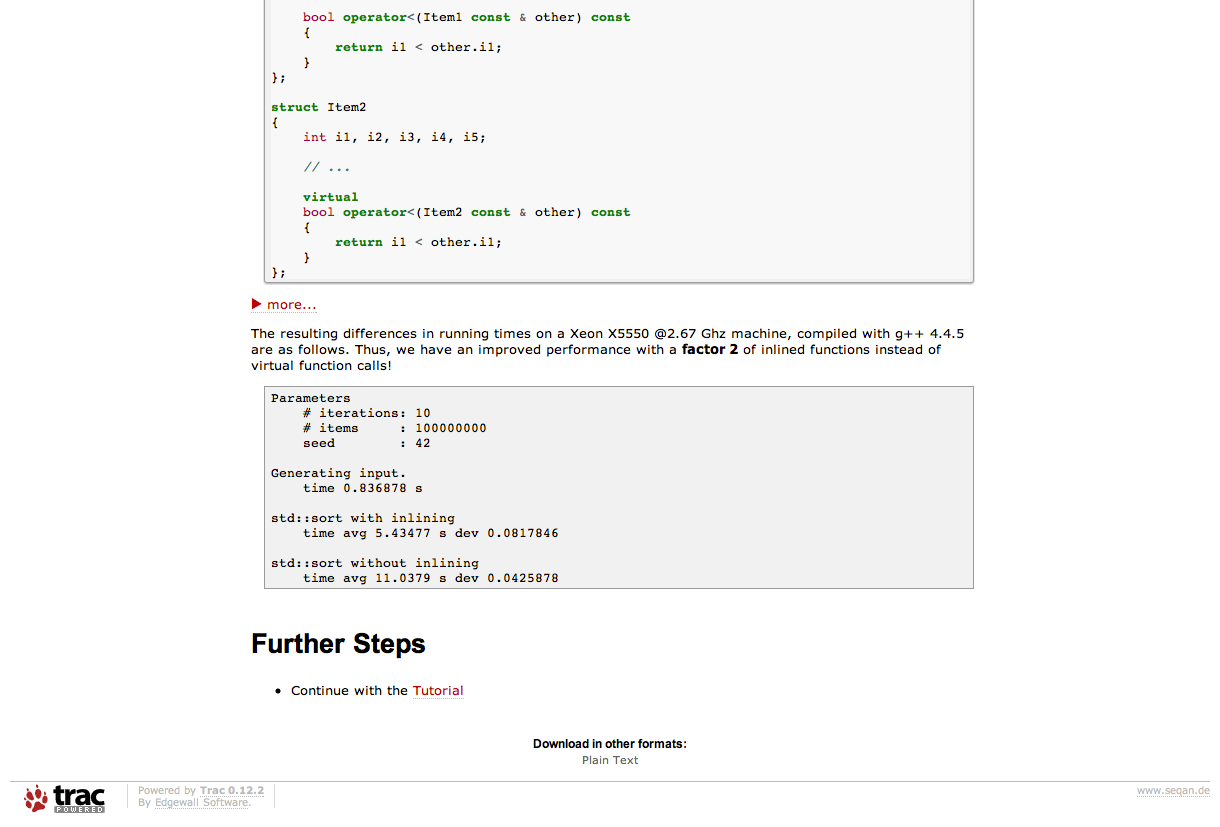 bool operator<(Item1 const & other) const
    {
        return i1 < other.i1;
    }
};
struct Item2
{
    int i1, i2, i3, i4, i5;
    // ...
    virtual
    bool operator<(Item2 const & other) const
    {
        return i1 < other.i1;
    }
};
more...
The resulting differences in running times on a Xeon X5550 @2.67 Ghz machine, compiled with g++ 4.4.5
are as follows. Thus, we have an improved performance with a factor 2 of inlined functions instead of
virtual function calls!
Parameters
    # iterations: 10
    # items     : 100000000
    seed        : 42
Generating input.
    time 0.836878 s
std::sort with inlining
    time avg 5.43477 s dev 0.0817846
std::sort without inlining
    time avg 11.0379 s dev 0.0425878
Further Steps
• Continue with the Tutorial
Download in other formats:
Plain Text
trac
POWERED
Powered by Trac 0.12.2
By Edgewall Software.
www.seqan.de